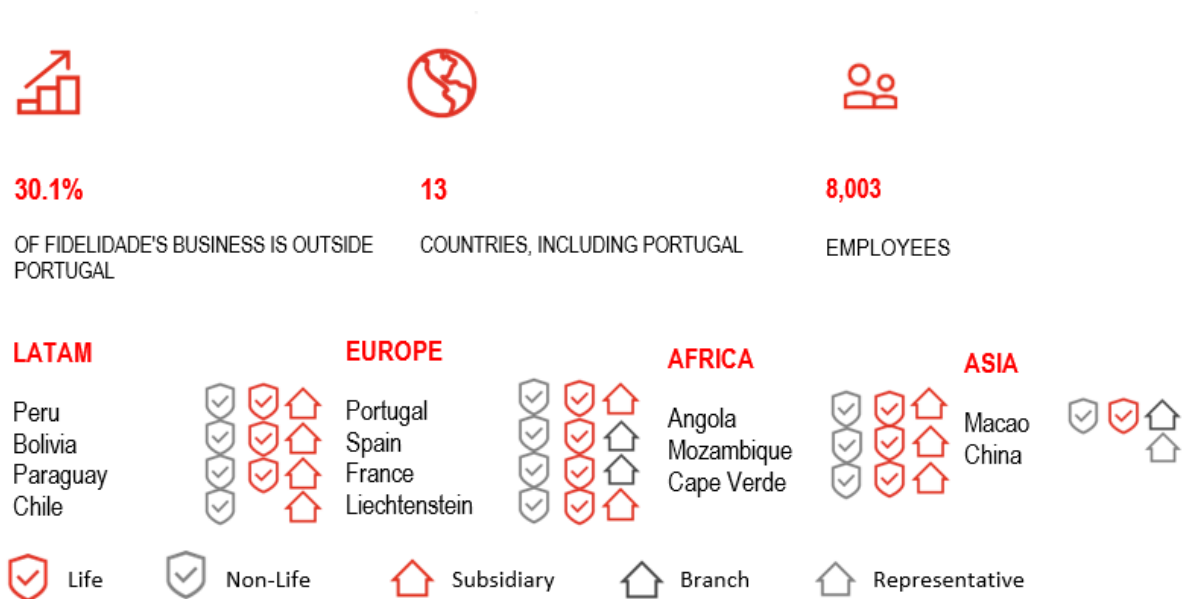 30.1%
13
8,003
OF FIDELIDADE'S BUSINESS IS OUTSIDE
PORTUGAL
COUNTRIES, INCLUDING PORTUGAL
EMPLOYEES
LATAM
Peru
Bolivia
Paraguay
Chile
EUROPE
Portugal
Spain
France
Liechtenstein
AFRICA
Angola
Mozambique
Cape Verde
ASIA
Macao
China
Life
Non-Life
Subsidiary
Branch
Representative